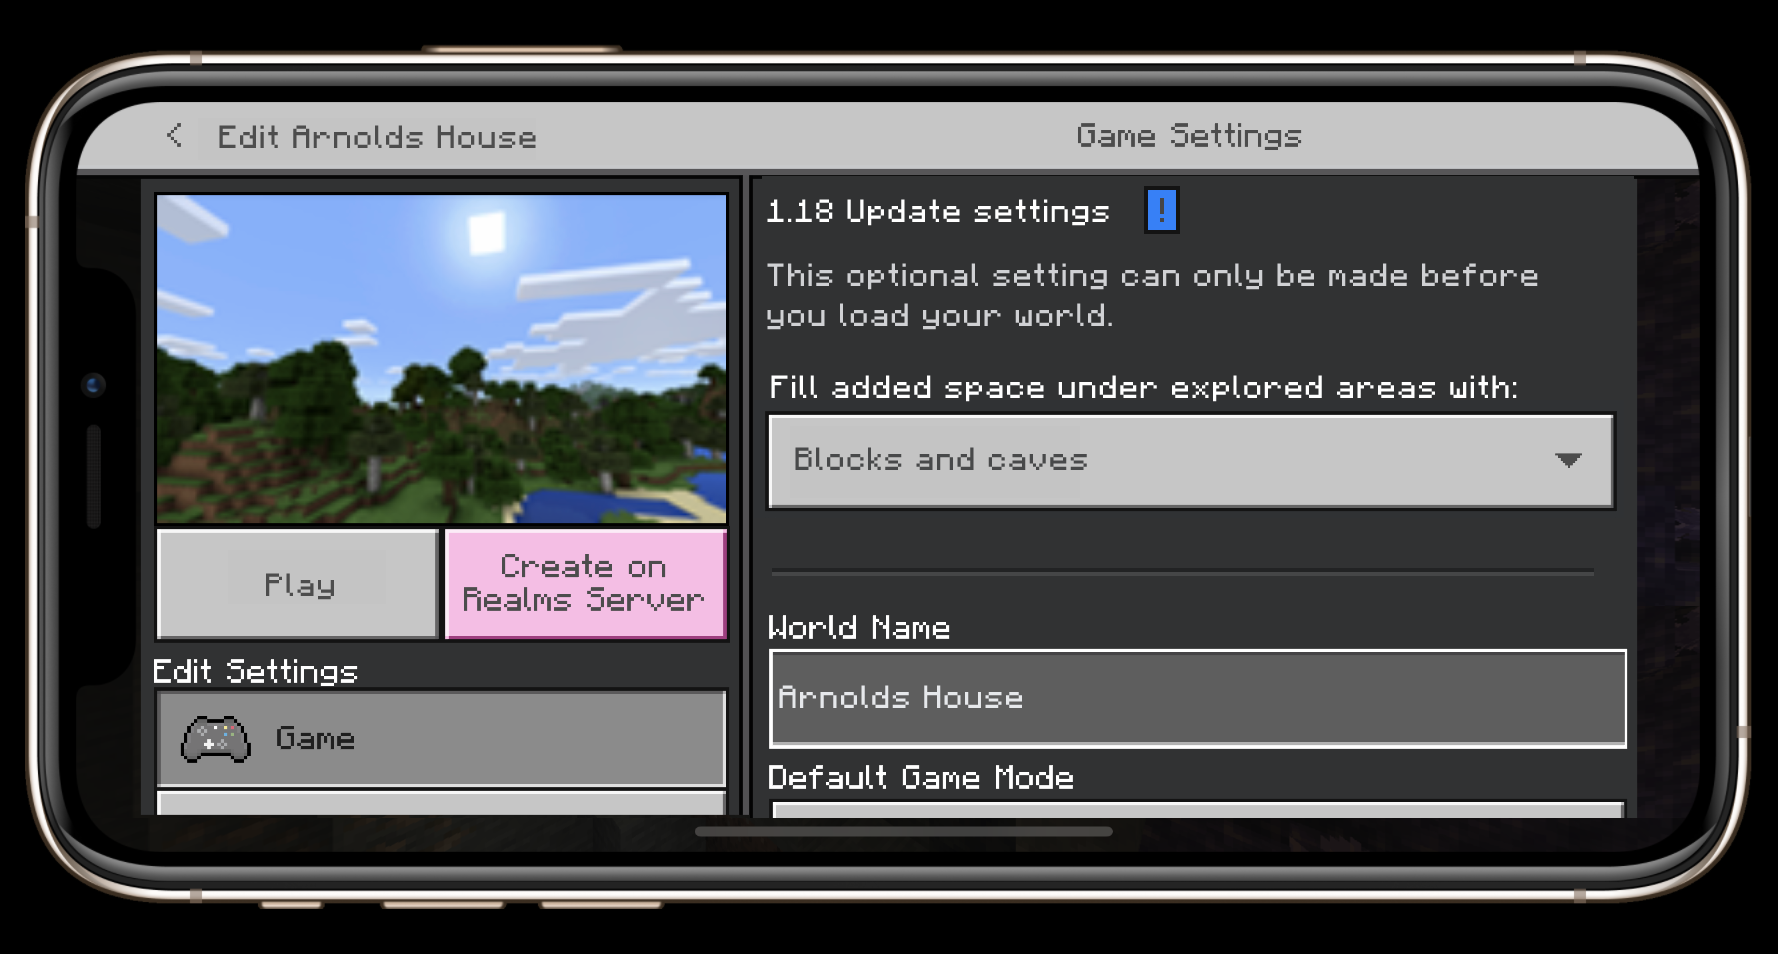 Edit Arnolds House
Game Settings
Play
Create on
Realms Server
Edit Settings
Game
1.18 Update settings !
This optional setting can only be made before
you load your world.
Fill added space under explored areas with:
Blocks and caves
World Name
Arnolds House
Default Game Mode